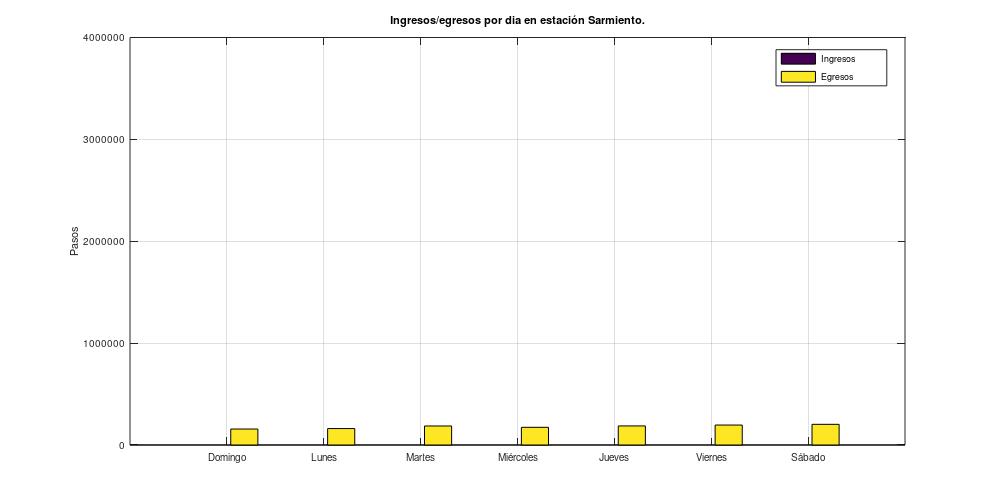 Ingresos/egresos por dia en estación Sarmiento.
4000000
Ingresos
Egresos
3000000
Pasos
2000000
1000000
0
Domingo Lunes Martes Miércoles Jueves Viernes Sábado